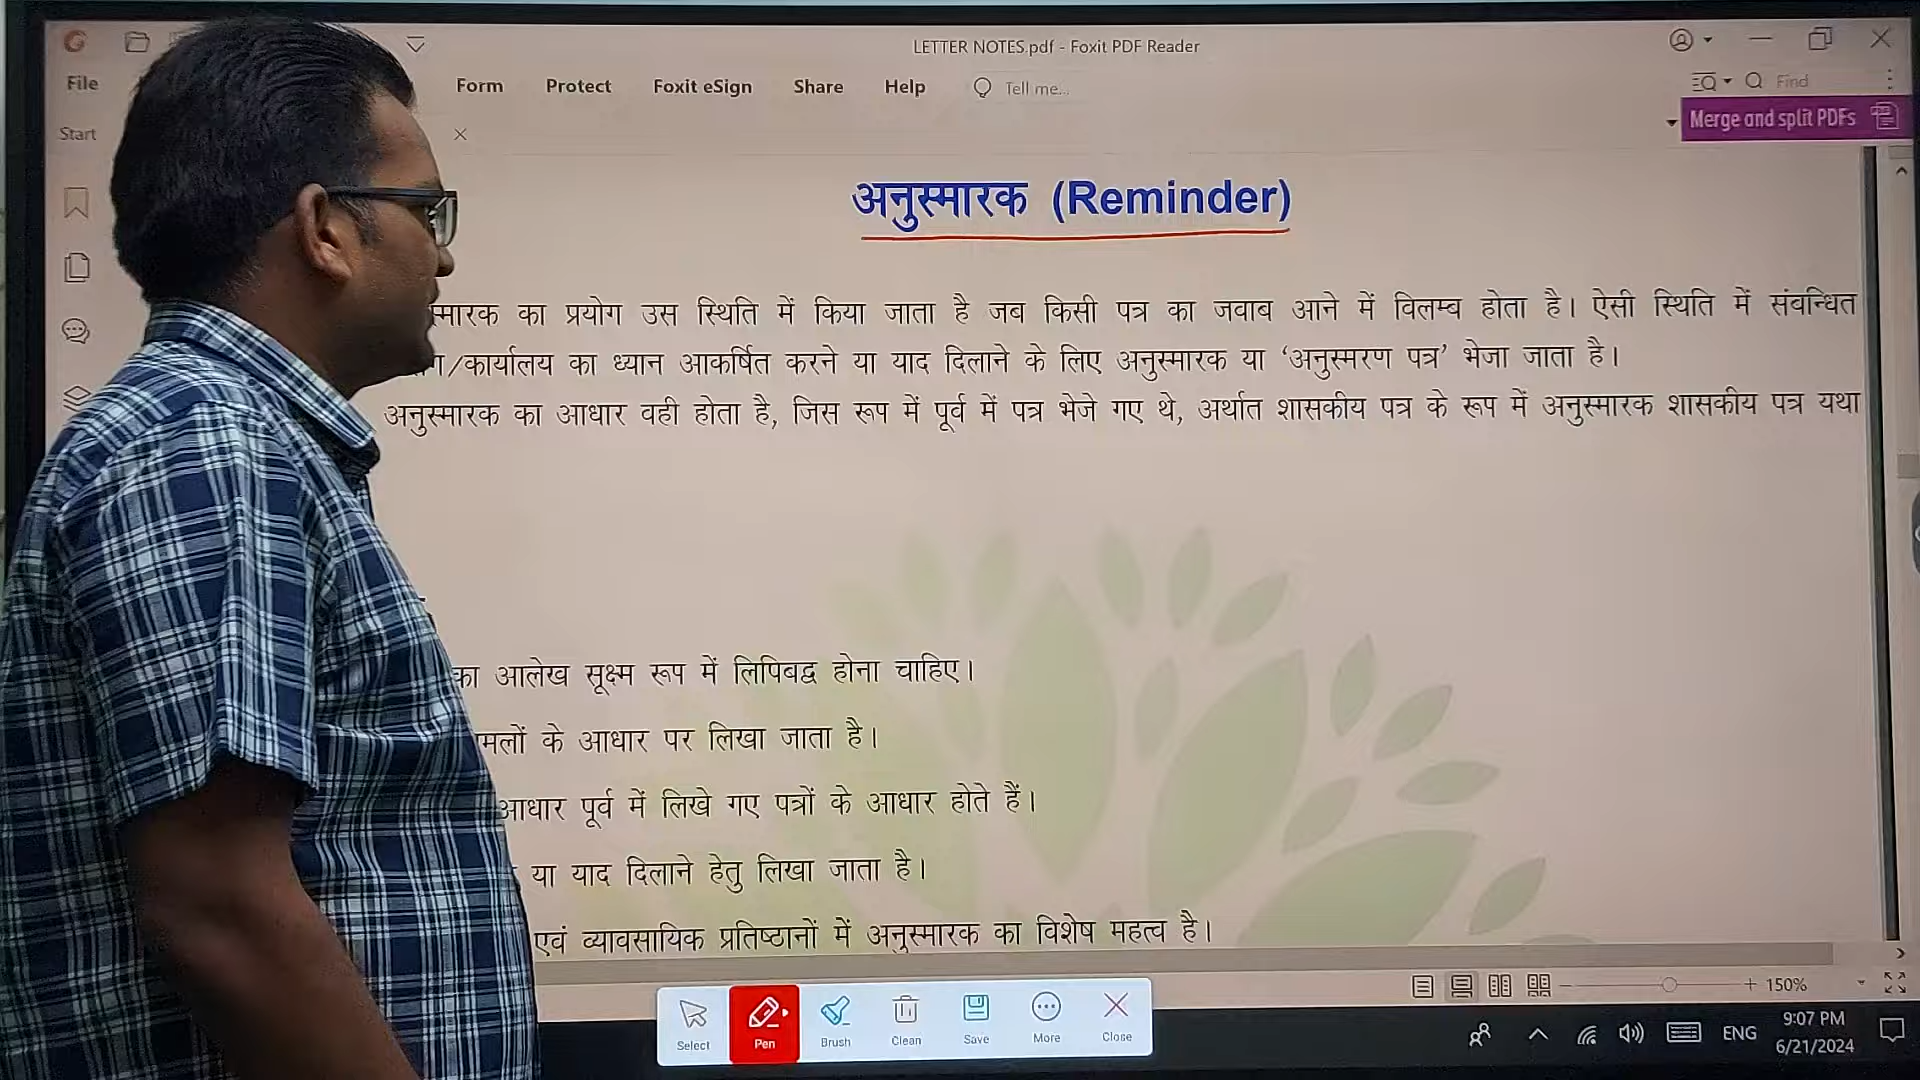 LETTER NOTES.pdf - Foxit PDF Reader
File Form Protect Foxit eSign Share Help Tell me... Find
Merge and split PDFs
Start
अनुस्मारक (Reminder)
का प्रयोग उस स्थिति में किया जाता है जब किसी पत्र का जवाब आने में विलम्ब होता है। ऐसी स्थिति में संबन्धित
/कार्यालय का ध्यान आकर्षित करने या याद दिलाने के लिए अनुस्मारक या ‘अनुस्मरण पत्र’ भेजा जाता है।
अनुस्मारक का आधार वही होता है, जिस रूप में पूर्व में पत्र भेजे गए थे, अर्थात शासकीय पत्र के रूप में अनुस्मारक शासकीय पत्र यथा
का आलेख सूक्ष्म रूप में लिपिबद्व होना चाहिए।
के आधार पर लिखा जाता है।
आधार पूर्व में लिखे गए पत्रों के आधार होते हैं।
या याद दिलाने हेतु लिखा जाता है।
एवं व्यावसायिक प्रतिष्ठानों में अनुस्मारक का विशेष महत्व है।
150%
Select Pen Brush Clean Save More Close
ENG
9:07 PM
6/21/2024